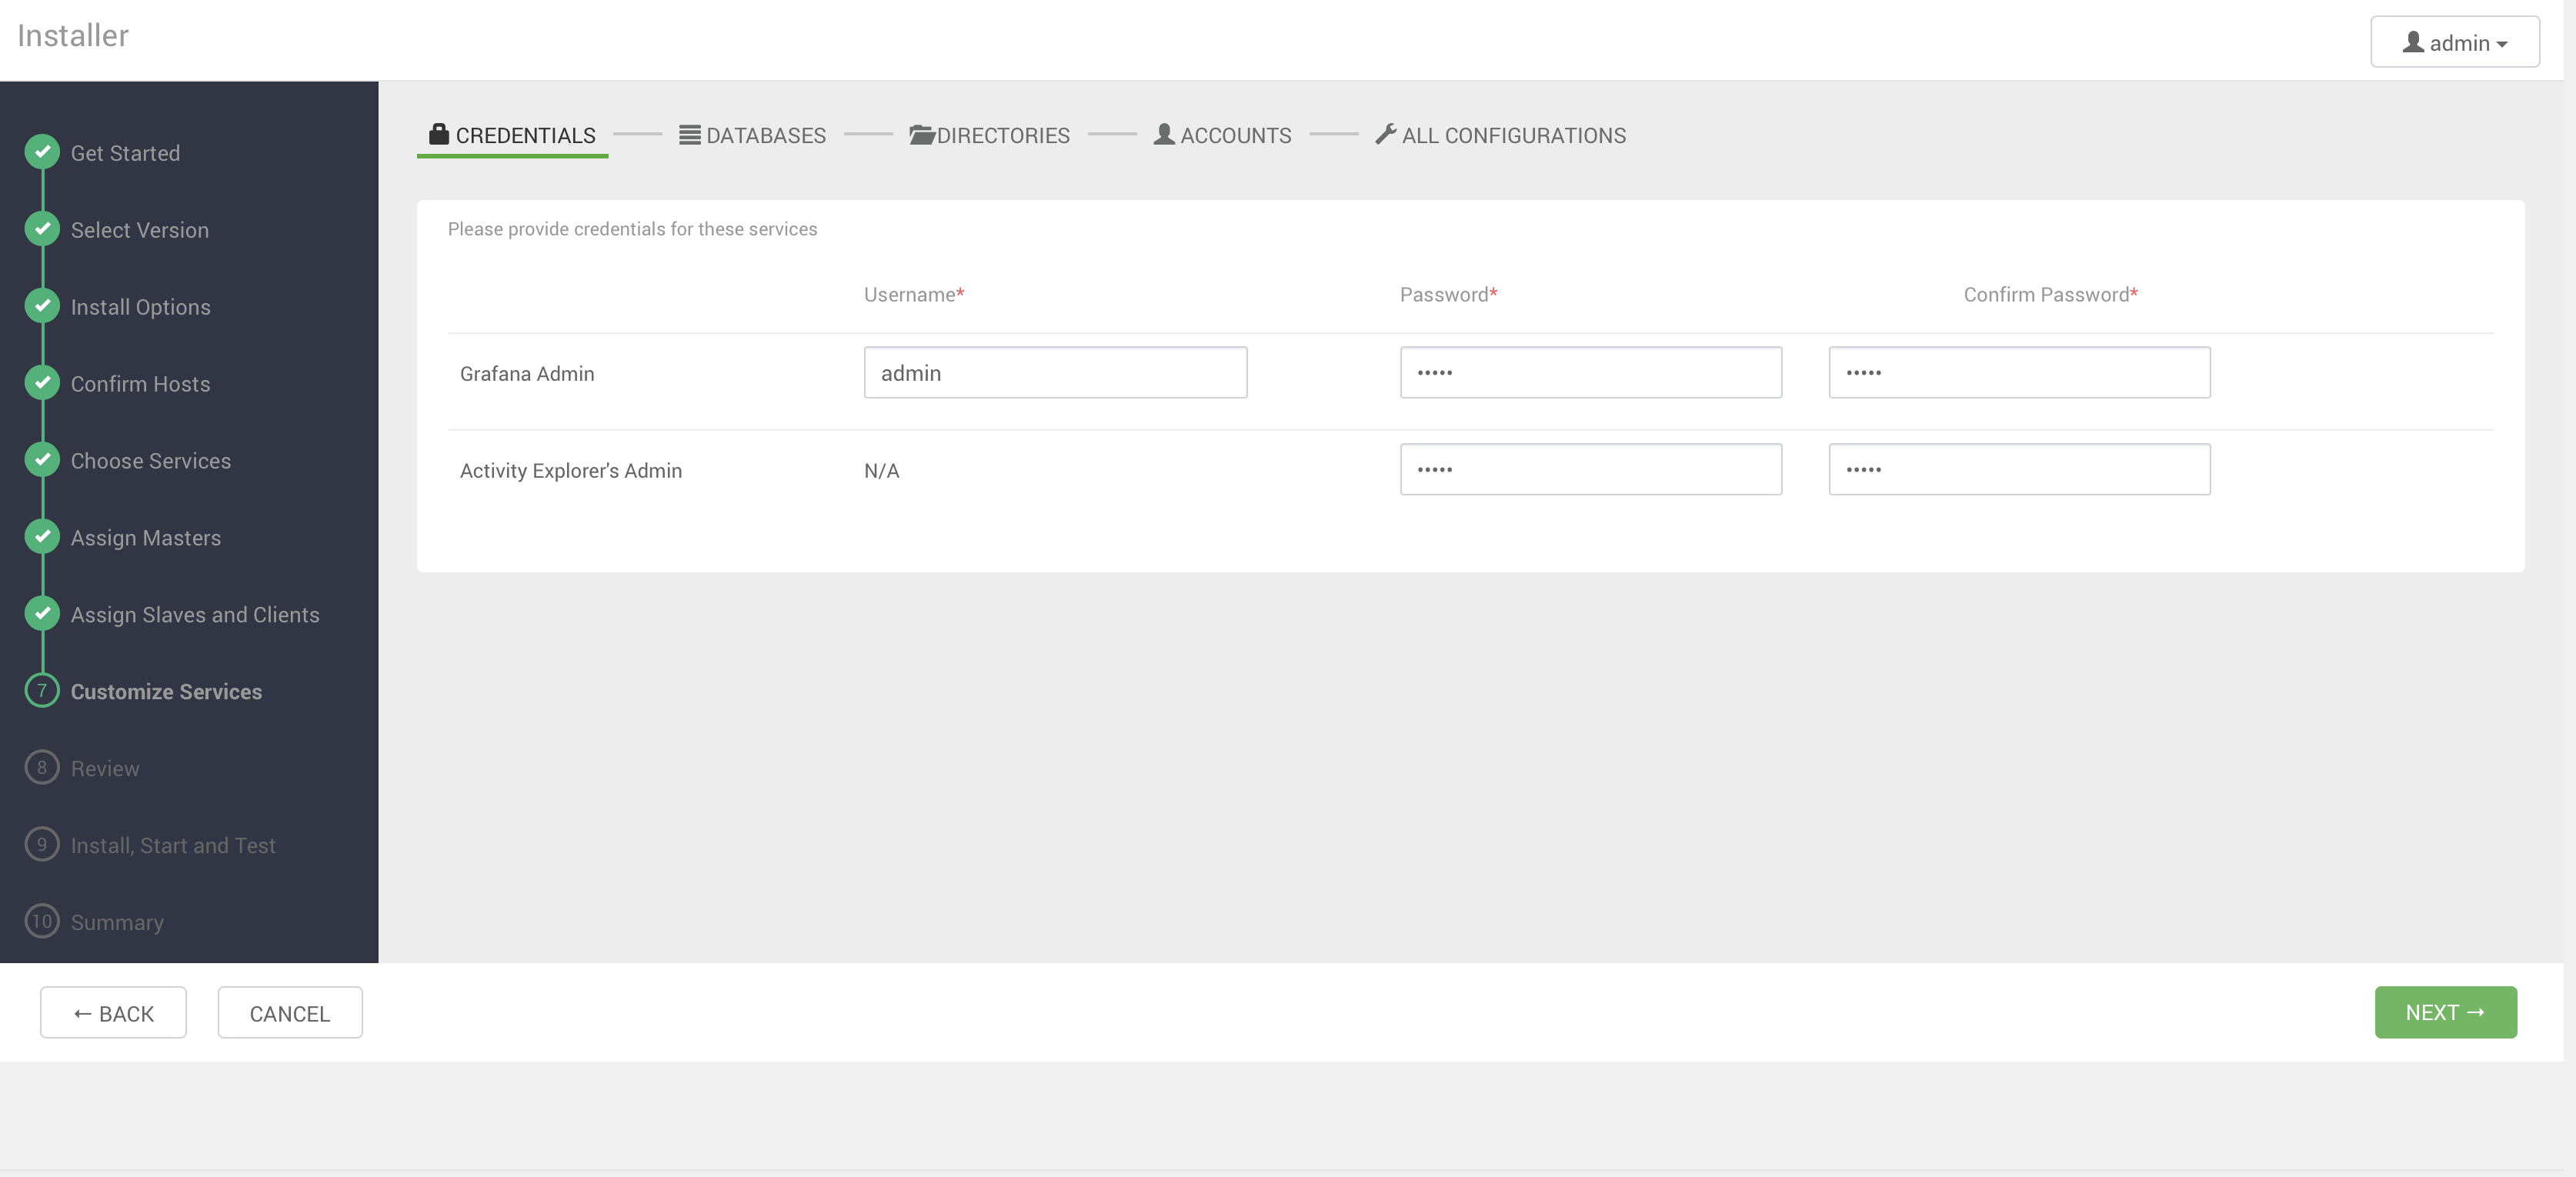 Installer
admin
Get Started
Select Version
Install Options
Confirm Hosts
Choose Services
Assign Masters
Assign Slaves and Clients
7 Customize Services
8 Review
9 Install, Start and Test
10 Summary
CREDENTIALS DATABASES DIRECTORIES ACCOUNTS ALL CONFIGURATIONS
Please provide credentials for these services
Username* Password* Confirm Password*
Grafana Admin admin ••••• •••••
Activity Explorer's Admin N/A ••••• •••••
← BACK CANCEL NEXT →